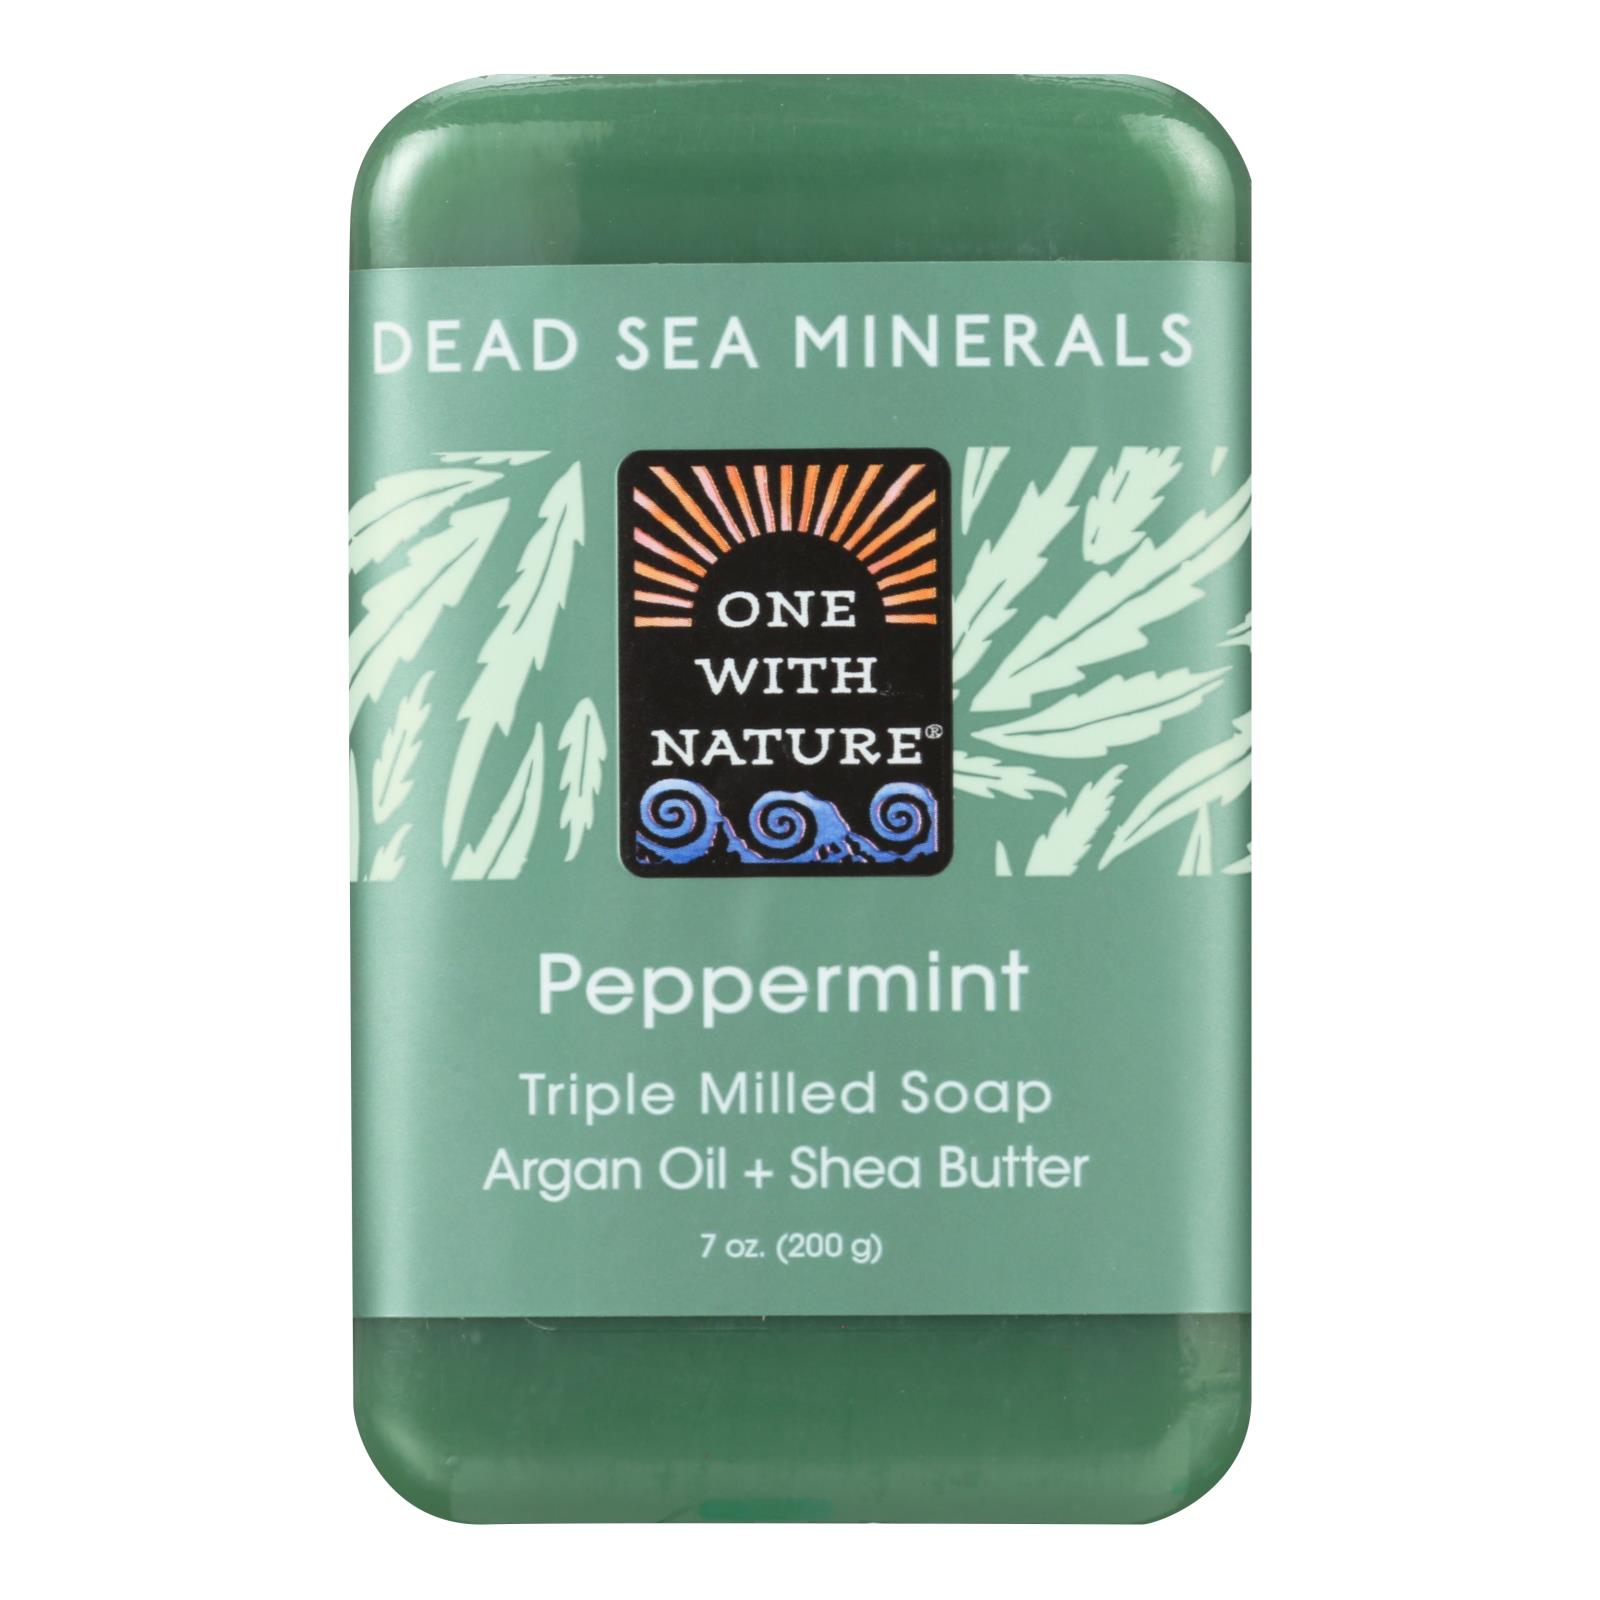 DEAD SEA MINERALS
ONE
WITH
NATURE®
Peppermint
Triple Milled Soap
Argan Oil + Shea Butter
7 oz. (200 g)